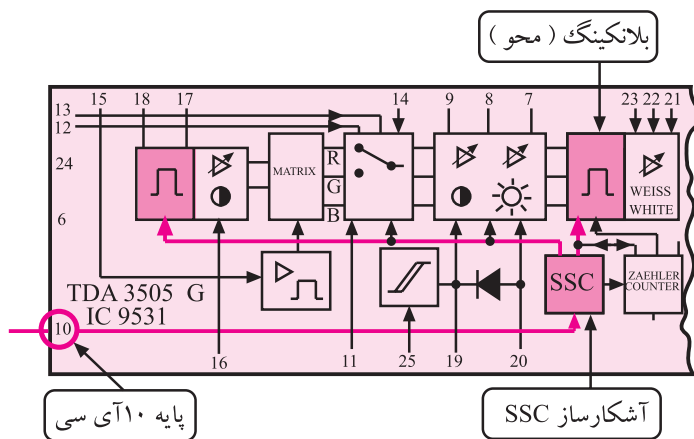 بلانکینگ ( محو )
15 18 17 14 9 8 7 23 22 21
13
12
24
6
MATRIX
R
G
B
WEISS
WHITE
SSC
ZAEHLER
COUNTER
TDA 3505 G
IC 9531
10
16 11 25 19 20
پایه ۱۰آی سی
آشکارساز SSC